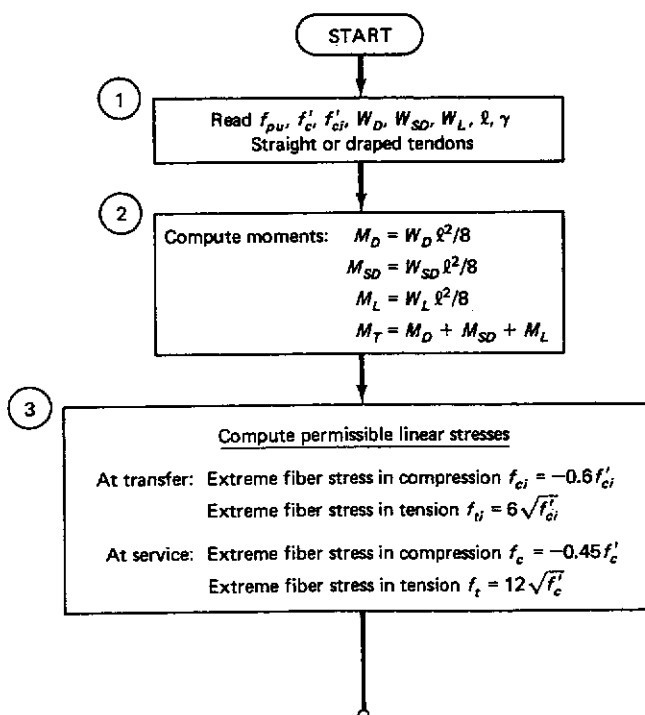 START
1
Read f_pu, f'_c, f'_ci, W_D, W_SD, W_L, ℓ, γ
Straight or draped tendons
2
Compute moments: M_D = W_D ℓ²/8
M_SD = W_SD ℓ²/8
M_L = W_L ℓ²/8
M_T = M_D + M_SD + M_L
3
Compute permissible linear stresses
At transfer: Extreme fiber stress in compression f_ci = −0.6f'_ci
Extreme fiber stress in tension f_ti = 6√f'_ci
At service: Extreme fiber stress in compression f_c = −0.45f'_c
Extreme fiber stress in tension f_t = 12√f'_c